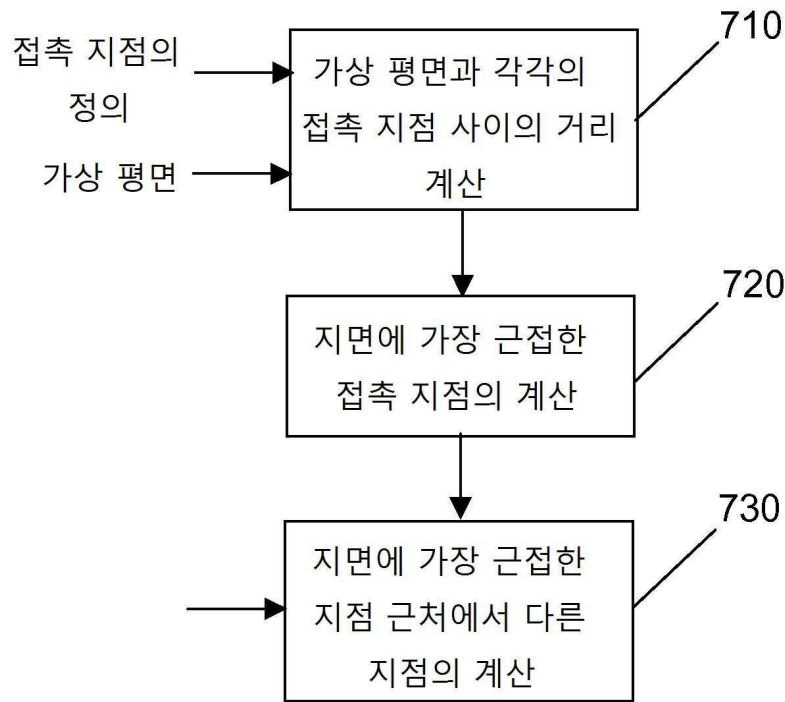 접촉 지점의
정의
가상 평면
가상 평면과 각각의
접촉 지점 사이의 거리
계산
710
지면에 가장 근접한
접촉 지점의 계산
720
지면에 가장 근접한
지점 근처에서 다른
지점의 계산
730